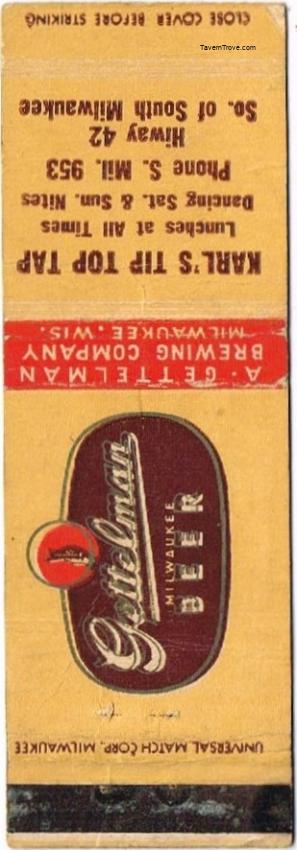 TavernTrove.com
CLOSE COVER BEFORE STRIKING
KARL'S TIP TOP TAP
Lunches at All Times
Dancing Sat. & Sun. Nites
Phone S. Mil. 953
Hiway 42
So. of South Milwaukee
A. GETTELMAN
BREWING COMPANY
MILWAUKEE, WIS.
Gettelman
MILWAUKEE
BEER
UNIVERSAL MATCH CORP. MILWAUKEE